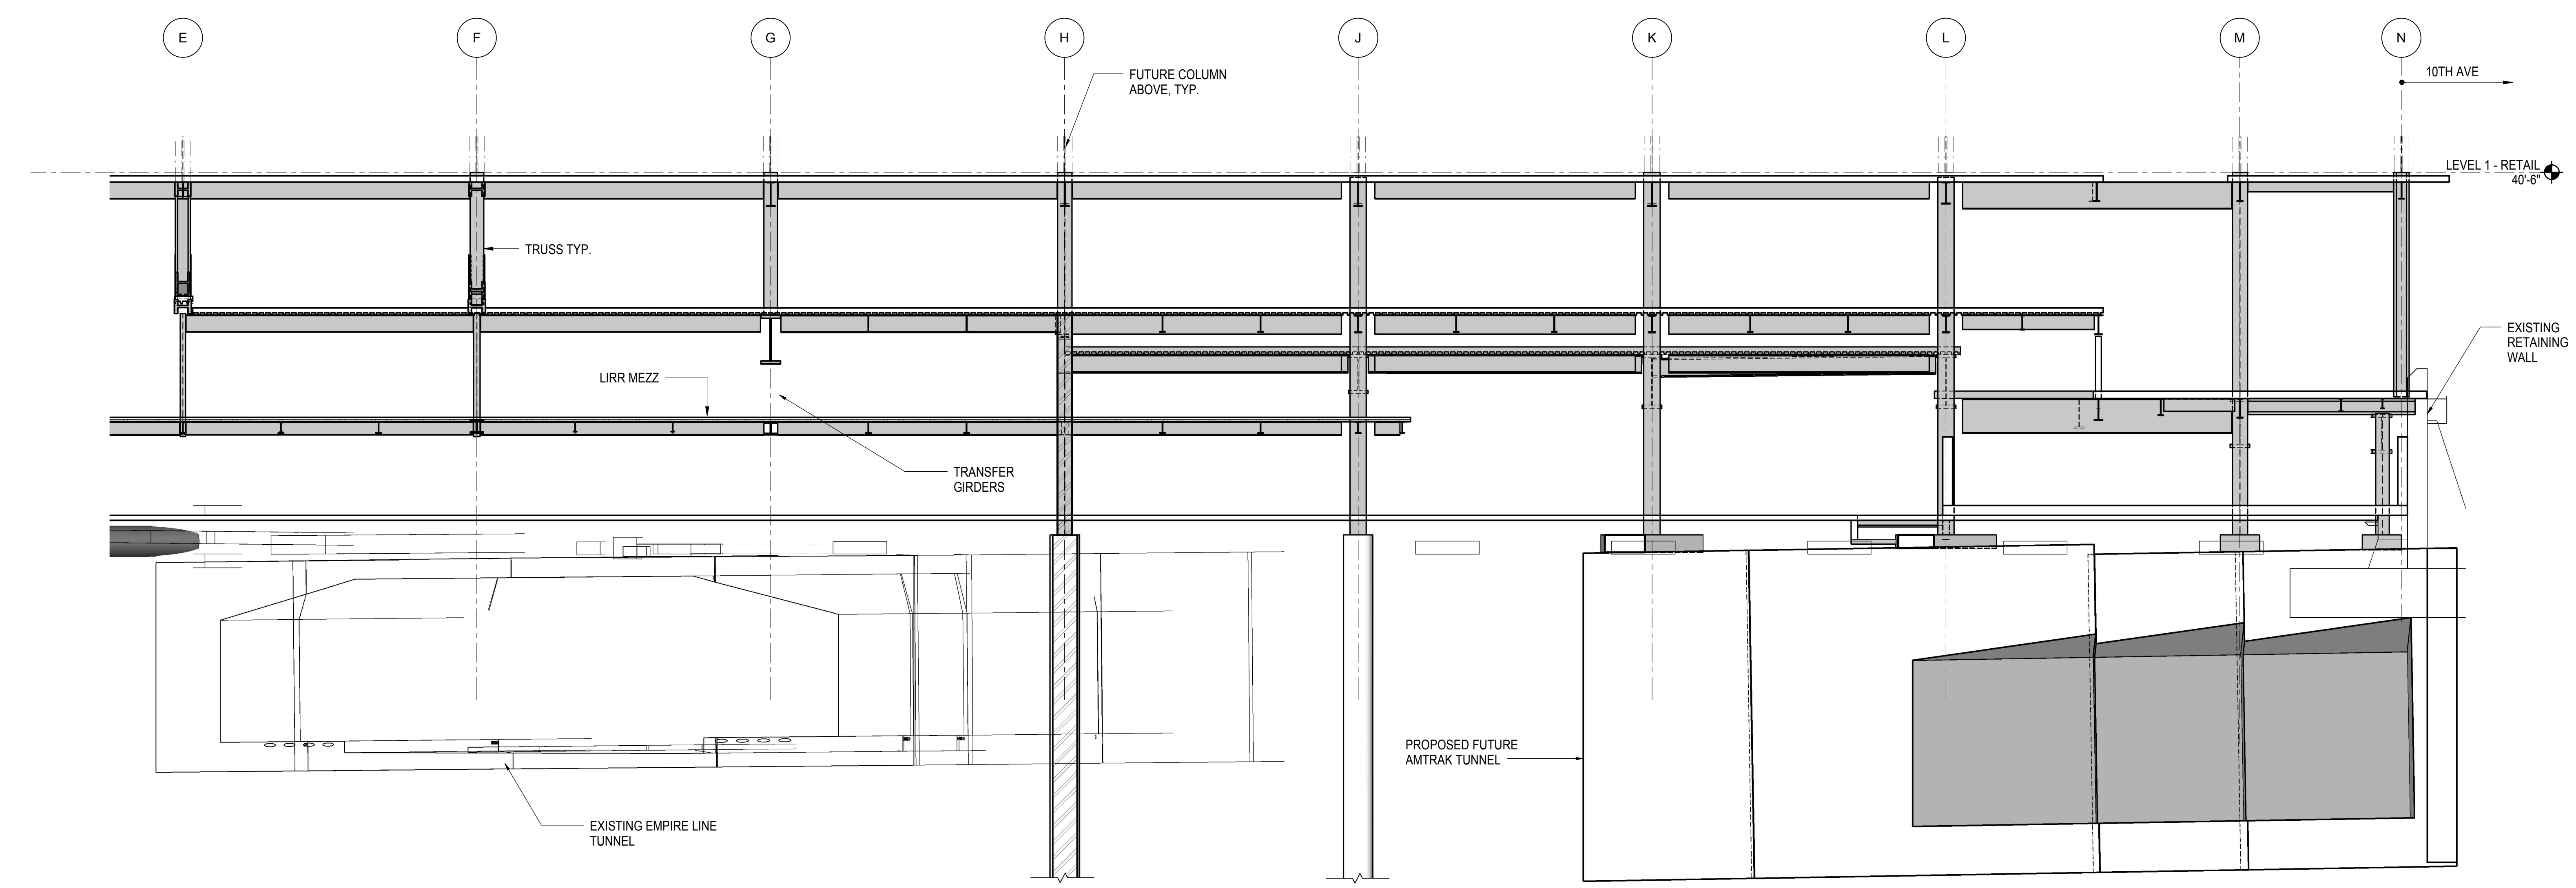 E
F
G
H
J
K
L
M
N
FUTURE COLUMN
ABOVE, TYP.
10TH AVE
LEVEL 1 - RETAIL
40'-6"
TRUSS TYP.
EXISTING
RETAINING
WALL
LIRR MEZZ
TRANSFER
GIRDERS
PROPOSED FUTURE
AMTRAK TUNNEL
EXISTING EMPIRE LINE
TUNNEL